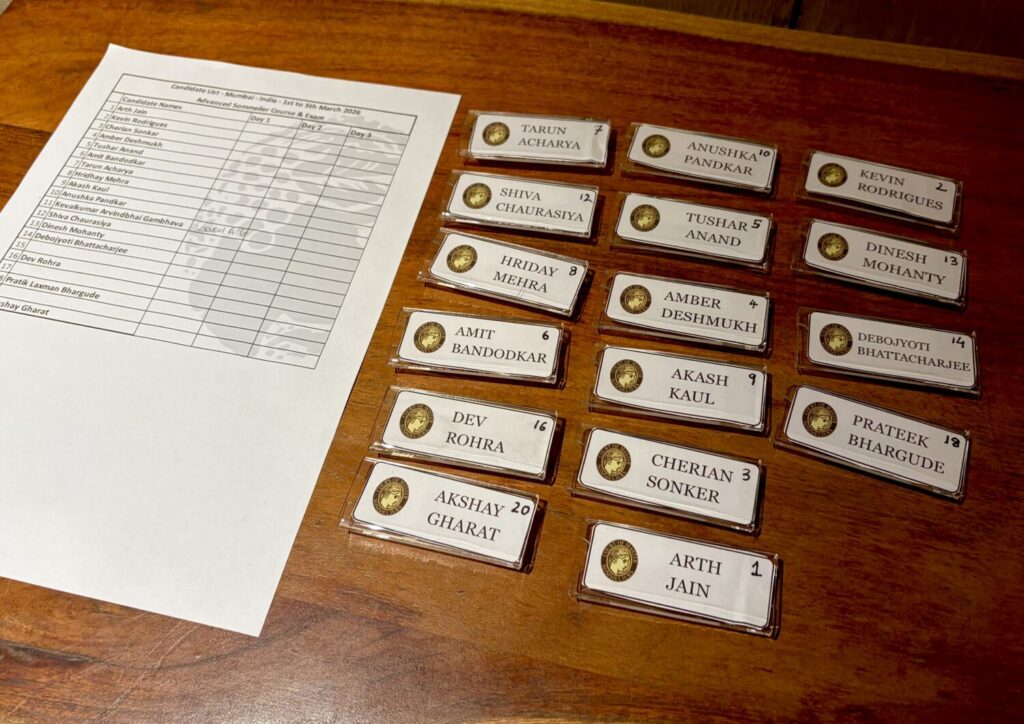 Candidate List - Mumbai - India - 1st to 5th March 2026
Advanced Sommelier Course & Exam
Candidate Names Day 1 Day 2 Day 3
1 Arth Jain
2 Kevin Rodrigues
3 Cherian Sonkar
4 Amber Deshmukh
5 Tushar Anand
6 Amit Bandodkar
7 Tarun Acharya
8 Hridhay Mehra
9 Akash Kaul
10 Anushka Pandkar
11 Kevalkumar Arvindbhai Gambhava
12 Shiva Chaurasiya
13 Dinesh Mohanty
14 Debojyoti Bhattacharjee
15
16 Dev Rohra
17
Pratik Laxman Bhargude
Gharat
TARUN 7
ACHARYA
ANUSHKA 10
PANDKAR
KEVIN 2
RODRIGUES
SHIVA 12
CHAURASIYA
TUSHAR 5
ANAND
DINESH 13
MOHANTY
HRIDAY 8
MEHRA
AMBER 4
DESHMUKH
DEBOJYOTI 14
BHATTACHARJEE
AMIT 6
BANDODKAR
AKASH 9
KAUL
PRATEEK 18
BHARGUDE
DEV 16
ROHRA
CHERIAN 3
SONKER
AKSHAY 20
GHARAT
ARTH 1
JAIN